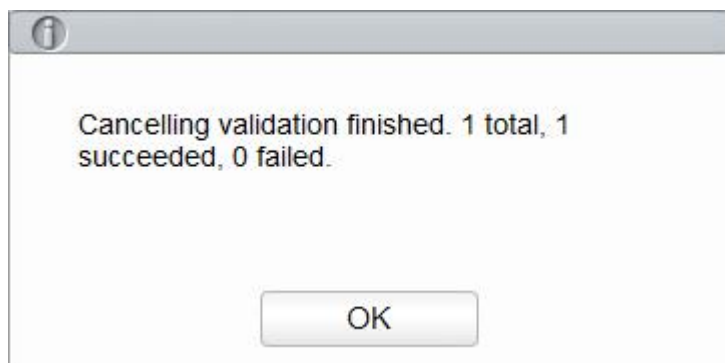 Cancelling validation finished. 1 total, 1
succeeded, 0 failed.
OK